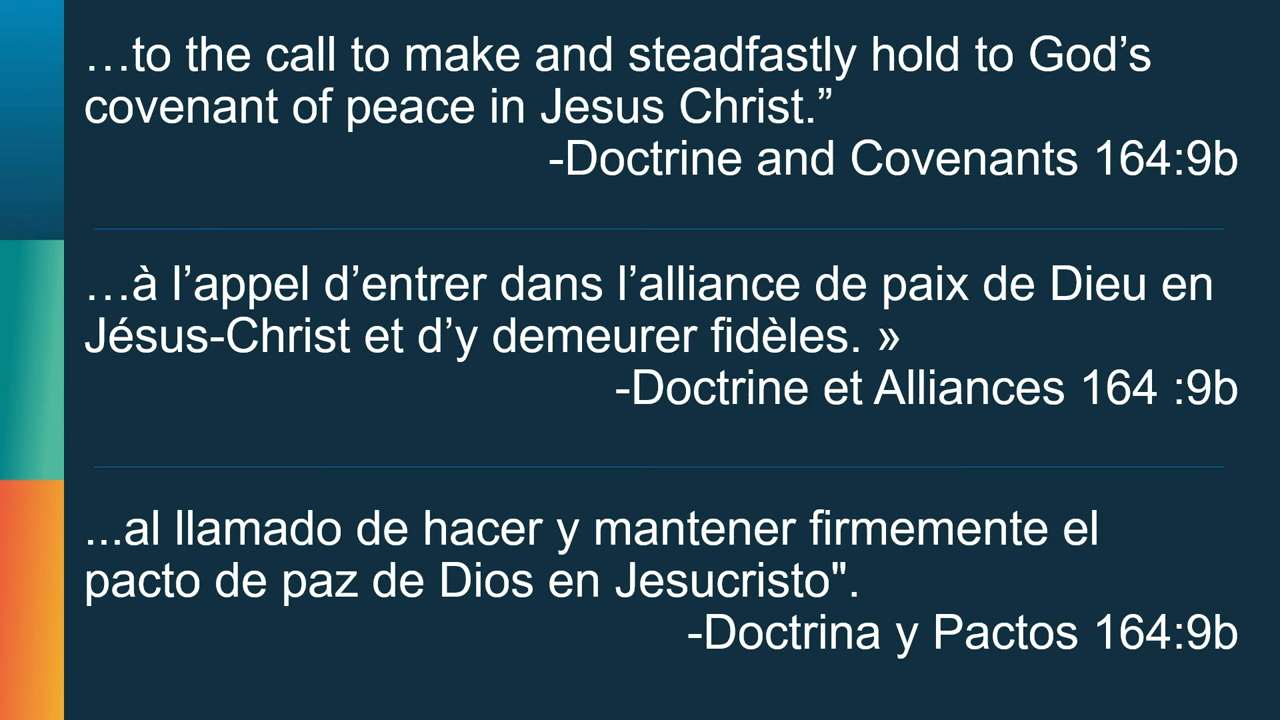 …to the call to make and steadfastly hold to God’s
covenant of peace in Jesus Christ.”
-Doctrine and Covenants 164:9b
…à l’appel d’entrer dans l’alliance de paix de Dieu en
Jésus-Christ et d’y demeurer fidèles. »
-Doctrine et Alliances 164 :9b
...al llamado de hacer y mantener firmemente el
pacto de paz de Dios en Jesucristo".
-Doctrina y Pactos 164:9b